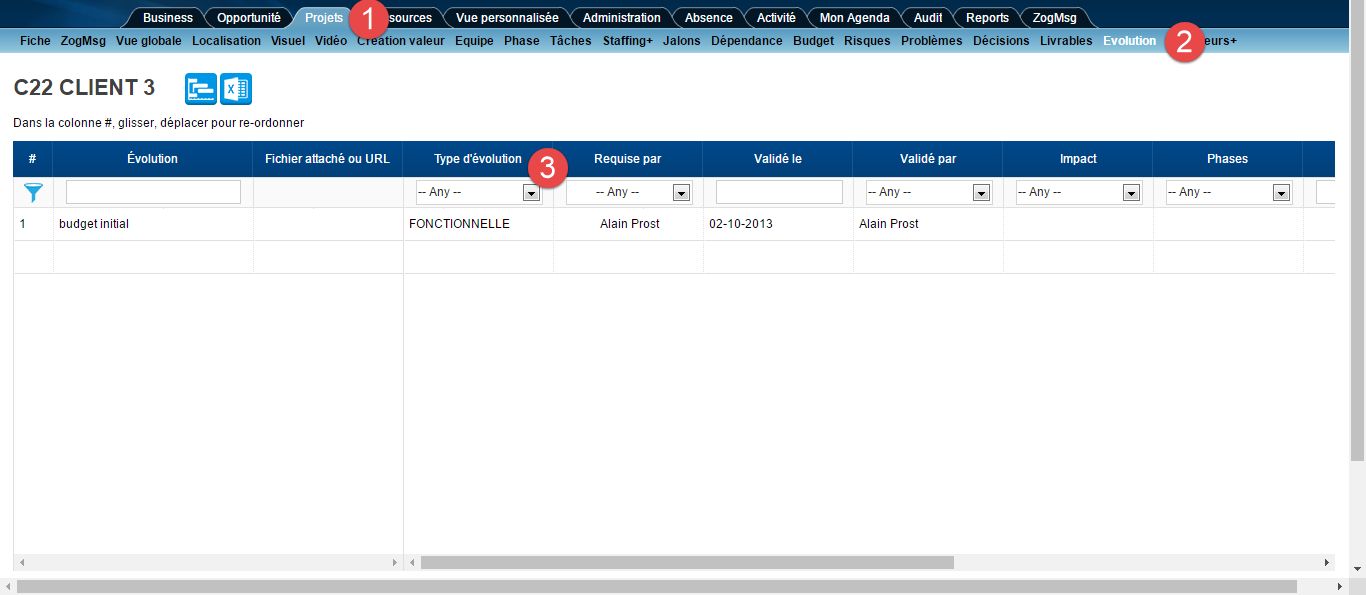 Business Opportunité Projets 1 sources Vue personnalisée Administration Absence Activité Mon Agenda Audit Reports ZogMsg
Fiche ZogMsg Vue globale Localisation Visuel Vidéo Création valeur Equipe Phase Tâches Staffing+ Jalons Dépendance Budget Risques Problèmes Décisions Livrables Evolution 2 eurs+
C22 CLIENT 3
Dans la colonne #, glisser, déplacer pour re-ordonner
# Évolution Fichier attaché ou URL Type d'évolution 3 Requise par Validé le Validé par Impact Phases
-- Any -- -- Any -- -- Any -- -- Any -- -- Any --
1 budget initial FONCTIONNELLE Alain Prost 02-10-2013 Alain Prost